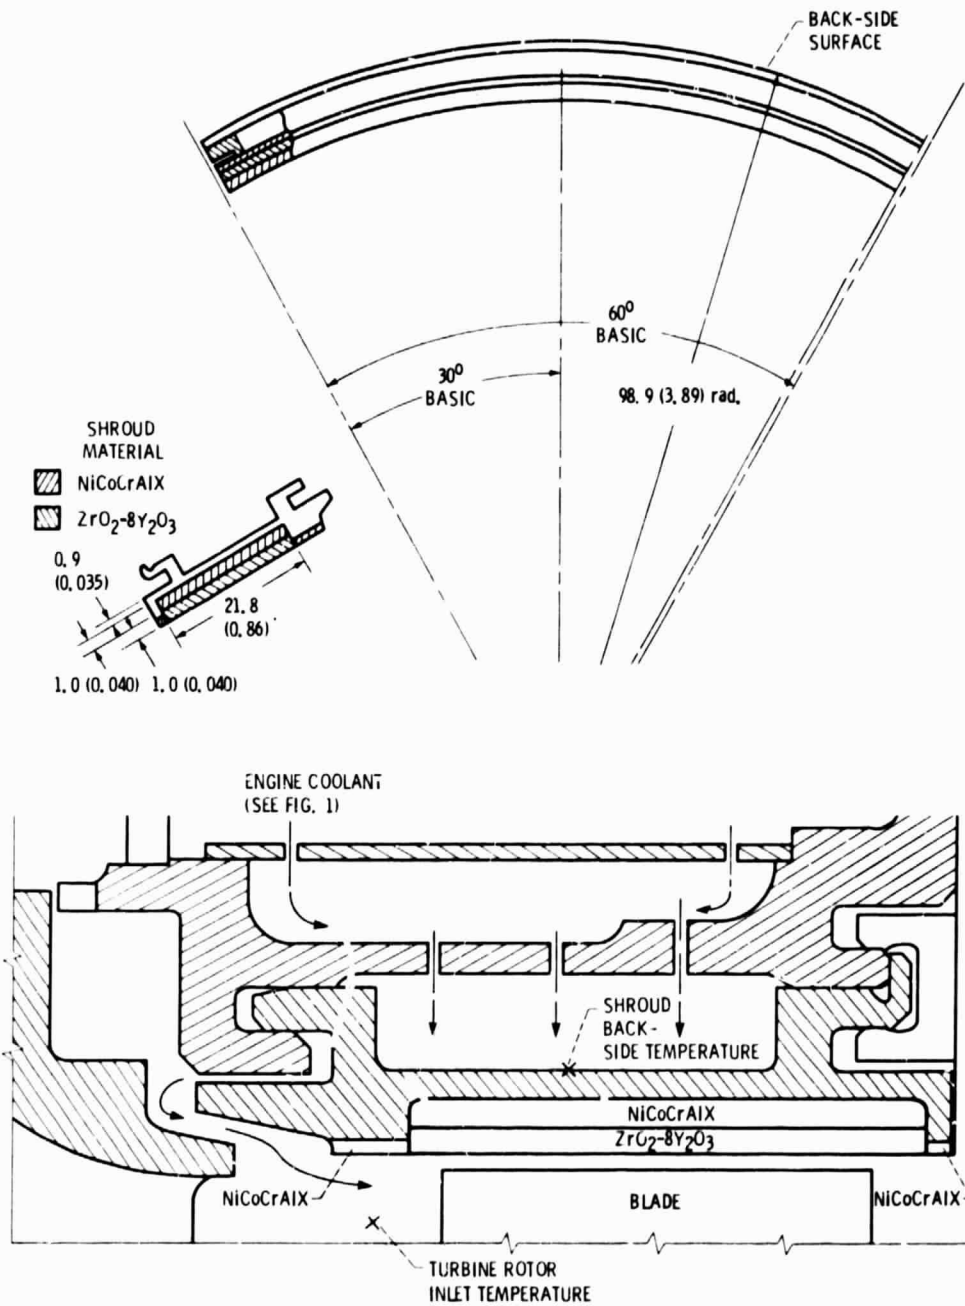 BACK-SIDE
SURFACE
60⁰
BASIC
30⁰
BASIC
98.9 (3.89) rad.
SHROUD
MATERIAL
NiCoCrAlX
ZrO₂-8Y₂O₃
0.9
(0.035)
21.8
(0.86)
1.0 (0.040) 1.0 (0.040)
ENGINE COOLANT
(SEE FIG. 1)
SHROUD
BACK-
SIDE TEMPERATURE
NiCoCrAlX
ZrO₂-8Y₂O₃
NiCoCrAlX
BLADE
NiCoCrAlX
TURBINE ROTOR
INLET TEMPERATURE